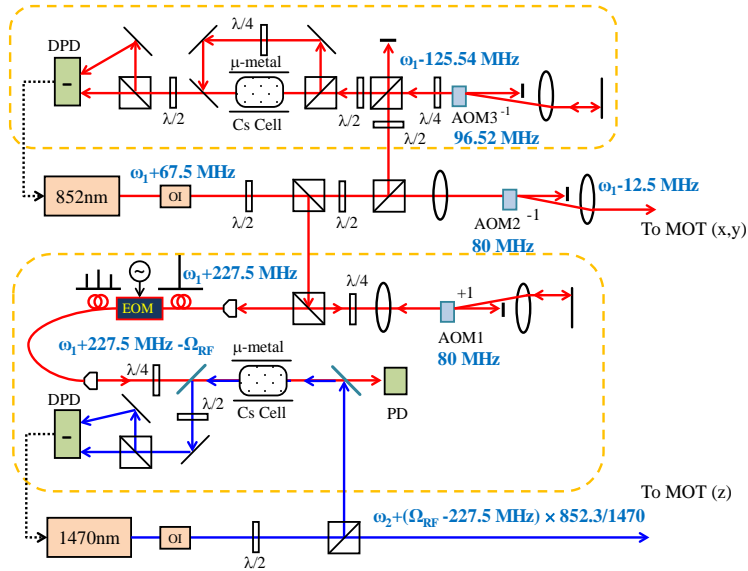 DPD
-
λ/2
λ/4
μ-metal
Cs Cell
λ/2
λ/2
ω₁-125.54 MHz
λ/2
λ/4
AOM3
-1
96.52 MHz
852nm
ω₁+67.5 MHz
OI
λ/2
λ/2
AOM2
-1
80 MHz
ω₁-12.5 MHz
To MOT (x,y)
~
EOM
ω₁+227.5 MHz
λ/4
+1
AOM1
80 MHz
ω₁+227.5 MHz -Ω_RF
λ/4
μ-metal
Cs Cell
λ/2
PD
DPD
-
To MOT (z)
1470nm
OI
λ/2
ω₂+(Ω_RF -227.5 MHz) × 852.3/1470